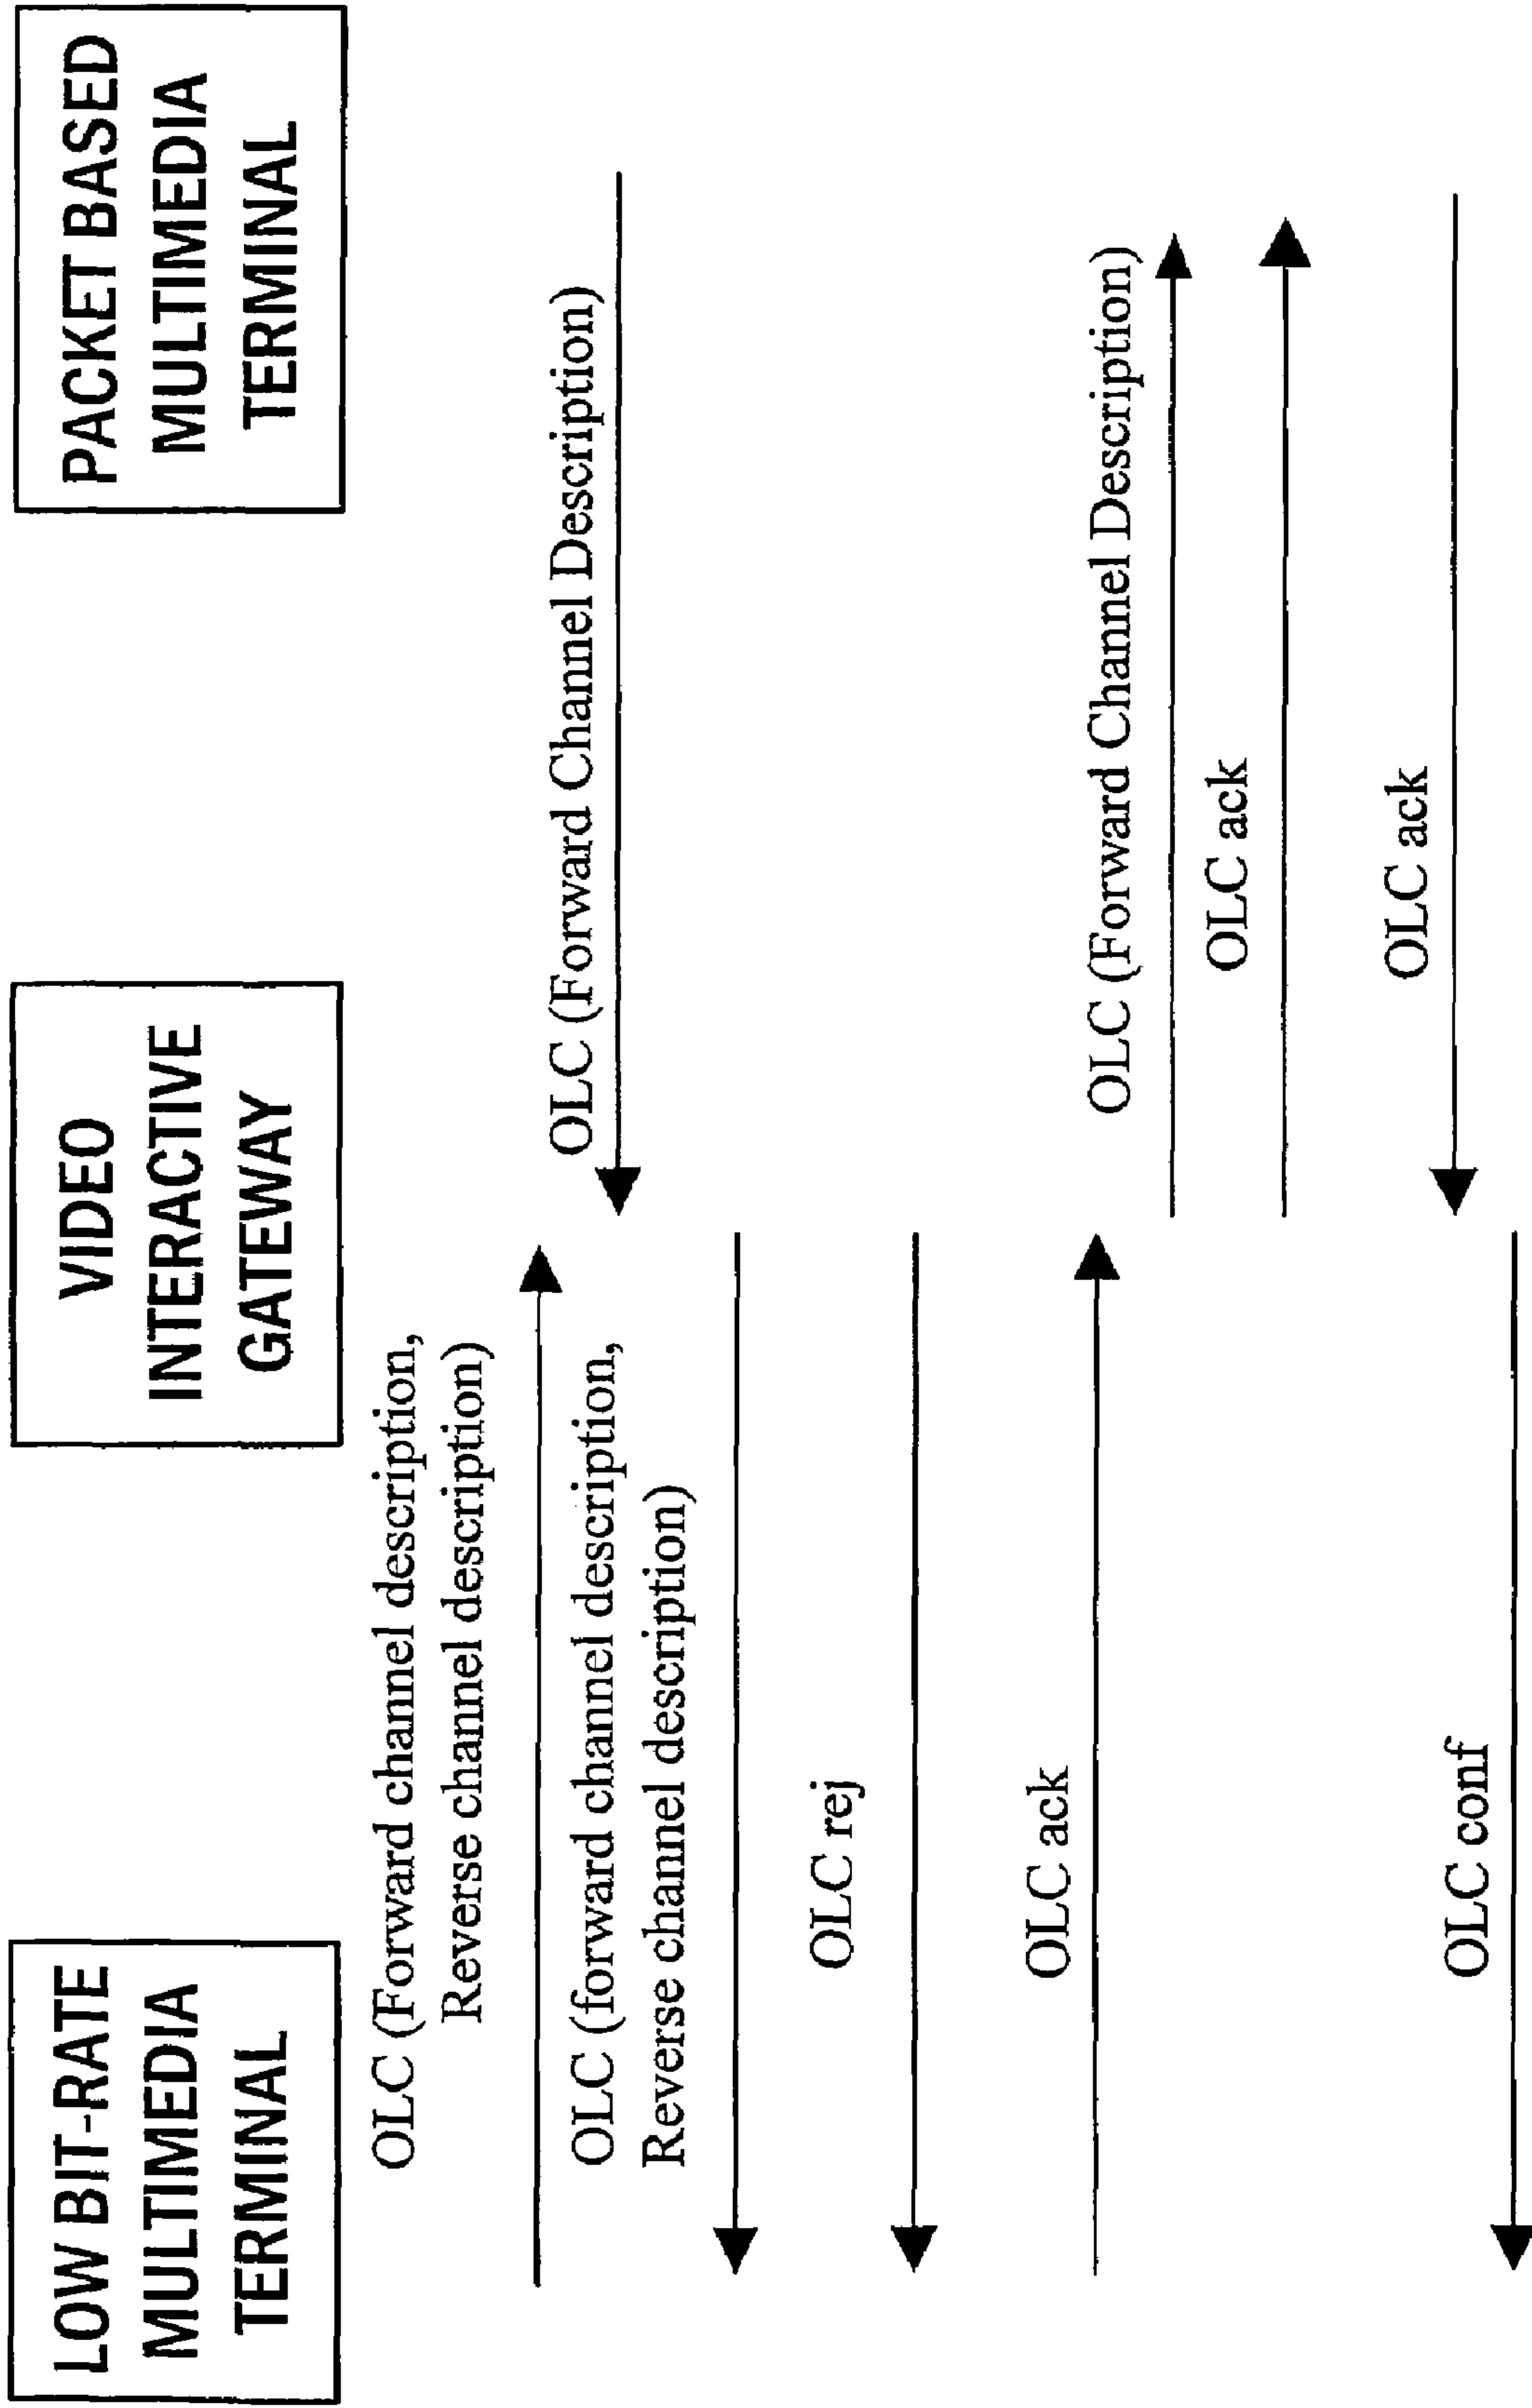 LOW BIT-RATE
MULTIMEDIA
TERMINAL
VIDEO
INTERACTIVE
GATEWAY
PACKET BASED
MULTIMEDIA
TERMINAL
OLC (Forward channel description,
Reverse channel description)
OLC (Forward Channel Description)
OLC (forward channel description,
Reverse channel description)
OLC rej
OLC ack
OLC (Forward Channel Description)
OLC ack
OLC ack
OLC conf